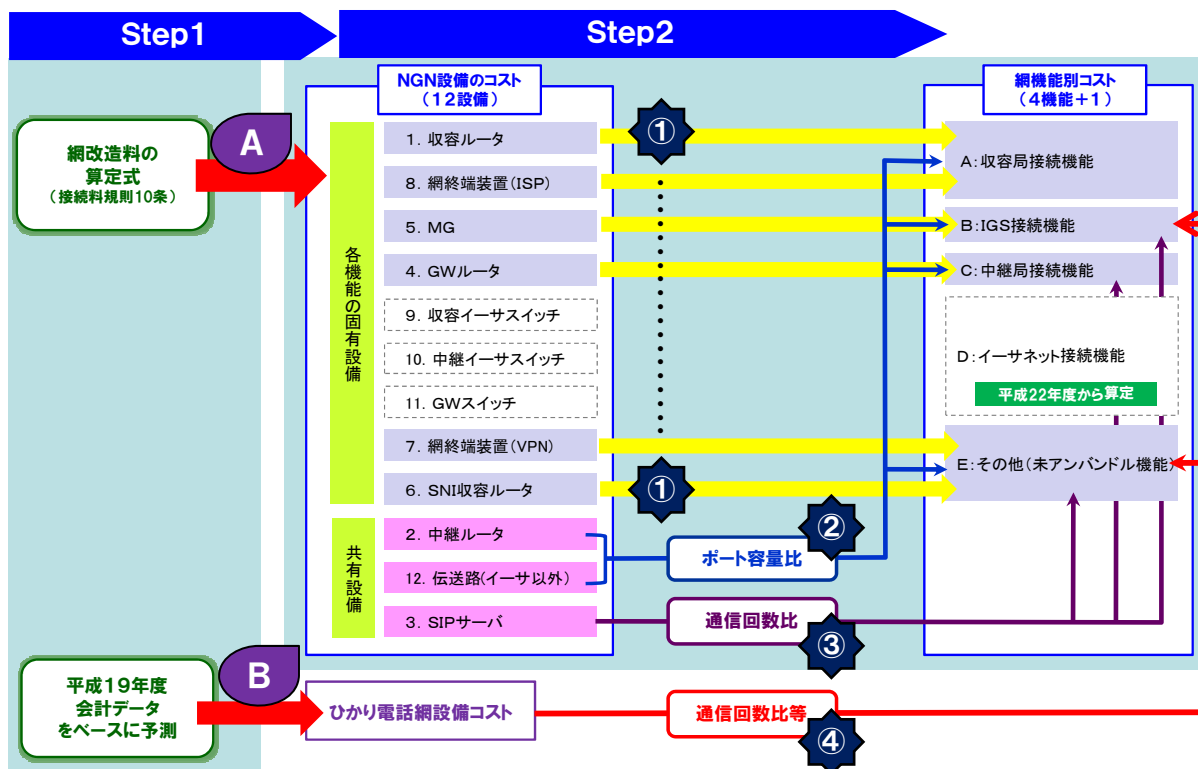 Step1
Step2
網改造料の
算定式
(接続料規則10条)
A
NGN設備のコスト
(12設備)
各機能の固有設備
1. 収容ルータ
8. 網終端装置(ISP)
5. MG
4. GWルータ
9. 収容イーサスイッチ
10. 中継イーサスイッチ
11. GWスイッチ
7. 網終端装置(VPN)
6. SNI収容ルータ
共有設備
2. 中継ルータ
12. 伝送路(イーサ以外)
3. SIPサーバ
①
①
ポート容量比
②
通信回数比
③
網機能別コスト
(4機能+1)
A:収容局接続機能
B:IGS接続機能
C:中継局接続機能
D:イーサネット接続機能
平成22年度から算定
E:その他(未アンバンドル機能)
平成19年度
会計データ
をベースに予測
B
ひかり電話網設備コスト
通信回数比等
④